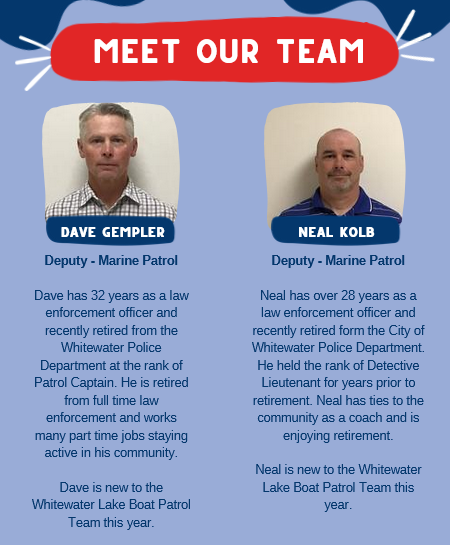 MEET OUR TEAM
DAVE GEMPLER
Deputy - Marine Patrol
Dave has 32 years as a law
enforcement officer and
recently retired from the
Whitewater Police
Department at the rank of
Patrol Captain. He is retired
from full time law
enforcement and works
many part time jobs staying
active in his community.
Dave is new to the
Whitewater Lake Boat Patrol
Team this year.
NEAL KOLB
Deputy - Marine Patrol
Neal has over 28 years as a
law enforcement officer and
recently retired form the City of
Whitewater Police Department.
He held the rank of Detective
Lieutenant for years prior to
retirement. Neal has ties to the
community as a coach and is
enjoying retirement.
Neal is new to the Whitewater
Lake Boat Patrol Team this
year.